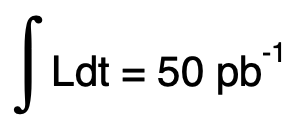 ∫ Ldt = 50 pb⁻¹